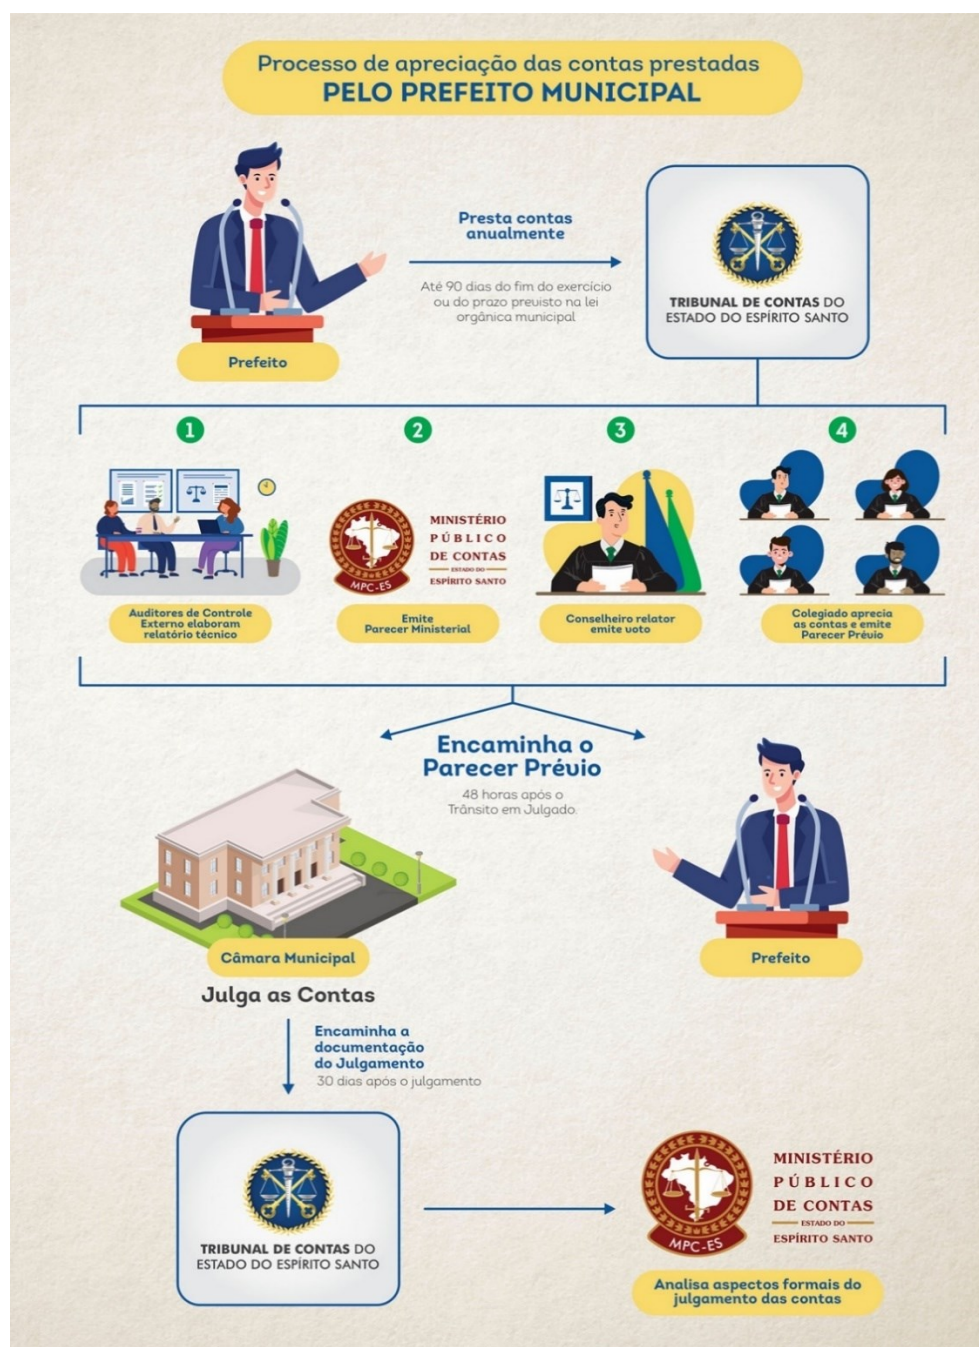 Processo de apreciação das contas prestadas
PELO PREFEITO MUNICIPAL
Presta contas
anualmente
Até 90 dias do fim do exercício
ou do prazo previsto na lei
orgânica municipal
TRIBUNAL DE CONTAS DO
ESTADO DO ESPÍRITO SANTO
Prefeito
1
2
3
4
MINISTÉRIO
PÚBLICO
DE CONTAS
ESTADO DO
ESPÍRITO SANTO
MPC-ES
Auditores de Controle
Externo elaboram
relatório técnico
Emite
Parecer Ministerial
Conselheiro relator
emite voto
Colegiado aprecia
as contas e emite
Parecer Prévio
Encaminha o
Parecer Prévio
48 horas após o
Trânsito em Julgado.
Câmara Municipal
Prefeito
Julga as Contas
Encaminha a
documentação
do Julgamento
30 dias após o julgamento
TRIBUNAL DE CONTAS DO
ESTADO DO ESPÍRITO SANTO
MINISTÉRIO
PÚBLICO
DE CONTAS
ESTADO DO
ESPÍRITO SANTO
MPC-ES
Analisa aspectos formais do
julgamento das contas